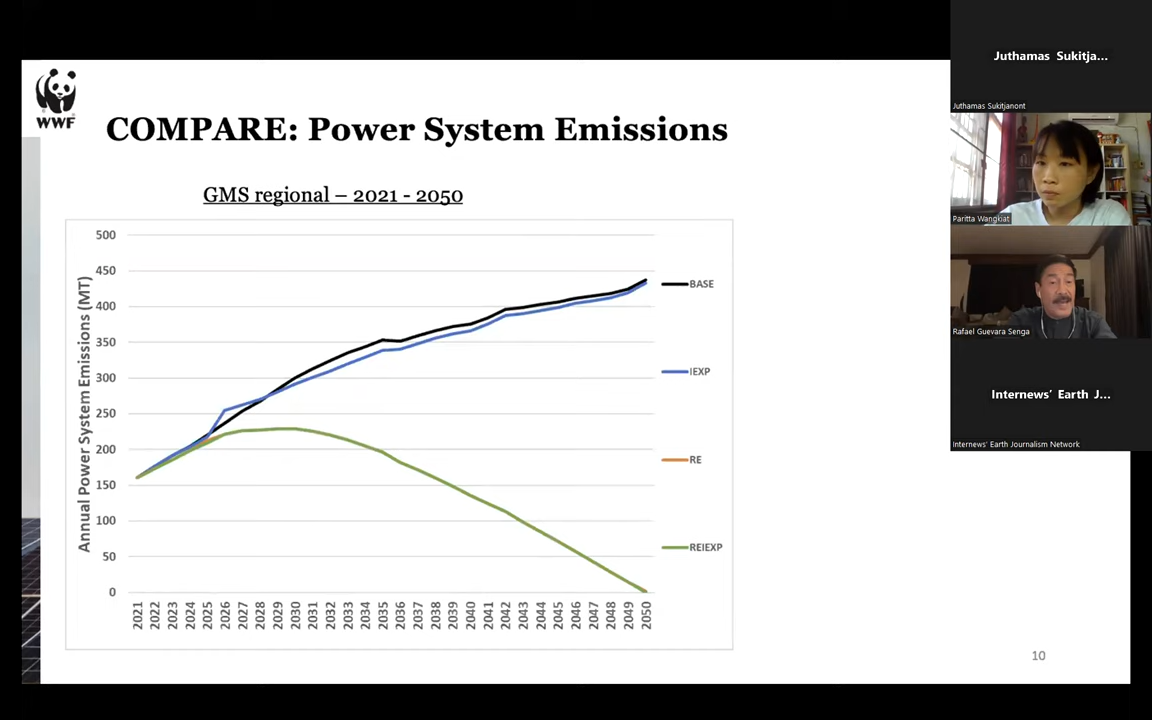 WWF
COMPARE: Power System Emissions
GMS regional – 2021 - 2050
Annual Power System Emissions (MT)
500
450
400
350
300
250
200
150
100
50
0
2021 2022 2023 2024 2025 2026 2027 2028 2029 2030 2031 2032 2033 2034 2035 2036 2037 2038 2039 2040 2041 2042 2043 2044 2045 2046 2047 2048 2049 2050
BASE
IEXP
RE
REIEXP
10
Juthamas Sukitja...
Juthamas Sukitjanont
Paritta Wangkiat
Rafael Guevara Senga
Internews' Earth J...
Internews' Earth Journalism Network